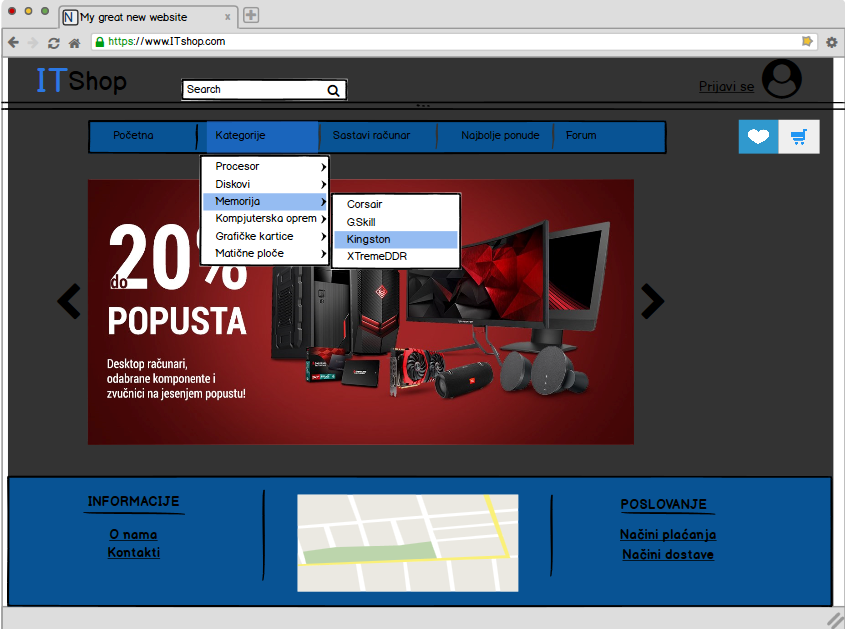 My great new website
https://www.ITshop.com
ITShop
Search
Prijavi se
Početna
Kategorije
Sastavi računar
Najbolje ponude
Forum
Procesor
Diskovi
Memorija
Kompjuterska oprem
Grafičke kartice
Matične ploče
Corsair
G.Skill
Kingston
XTremeDDR
do 20%
POPUSTA
Desktop računari,
odabrane komponente i
zvučnici na jesenjem popustu!
INFORMACIJE
O nama
Kontakti
POSLOVANJE
Načini plaćanja
Načini dostave